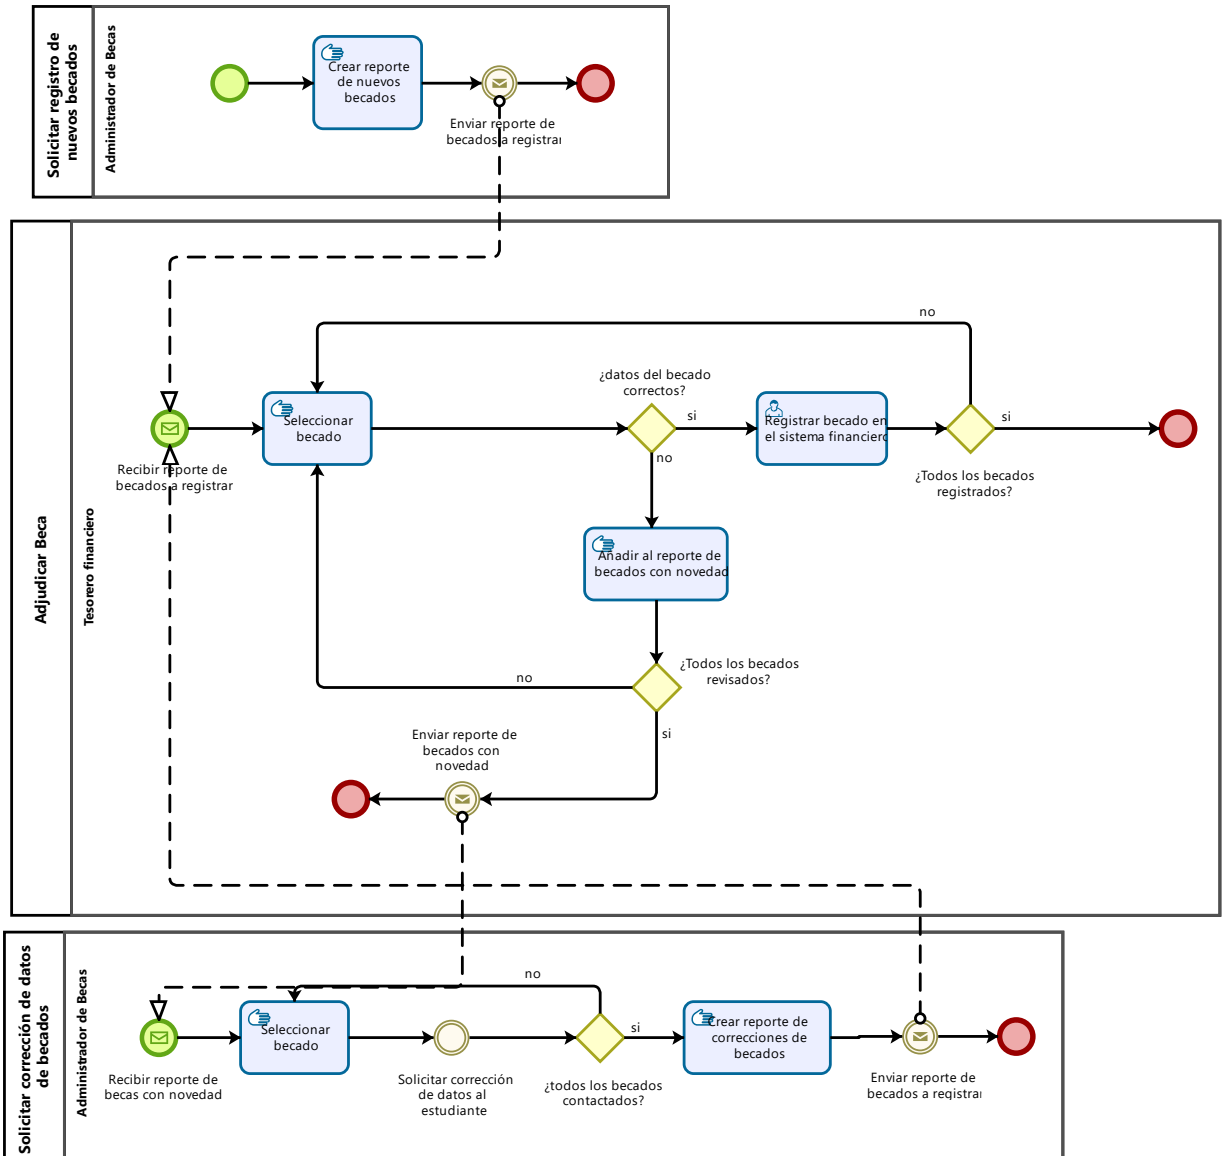 Solicitar registro de
nuevos becados
Administrador de Becas
Crear reporte
de nuevos
becados
Enviar reporte de
becados a registrar
Adjudicar Beca
Tesorero financiero
Recibir reporte de
becados a registrar
Seleccionar
becado
¿datos del becado
correctos?
si
no
Registrar becado en
el sistema financiero
no
si
¿Todos los becados
registrados?
Añadir al reporte de
becados con novedad
¿Todos los becados
revisados?
no
si
Enviar reporte de
becados con
novedad
Solicitar corrección de datos
de becados
Administrador de Becas
Recibir reporte de
becas con novedad
Seleccionar
becado
Solicitar corrección
de datos al
estudiante
no
si
¿todos los becados
contactados?
Crear reporte de
correcciones de
becados
Enviar reporte de
becados a registrar